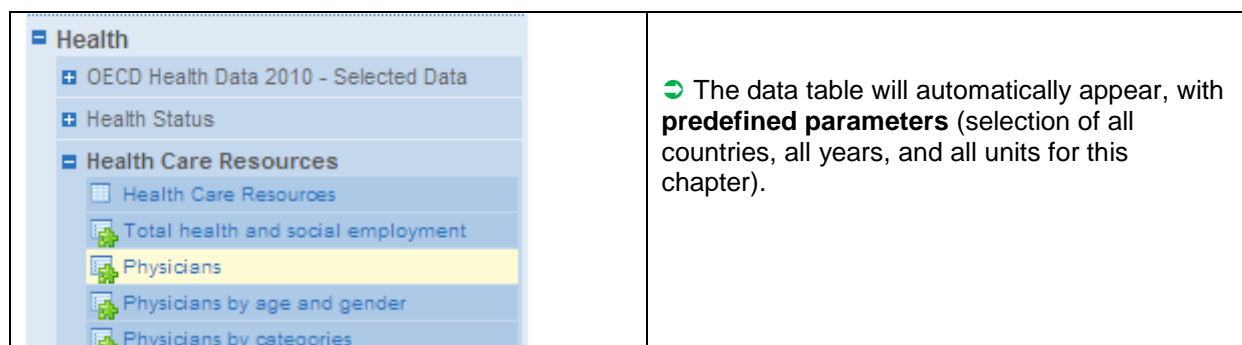 Health
OECD Health Data 2010 - Selected Data
Health Status
Health Care Resources
Health Care Resources
Total health and social employment
Physicians
Physicians by age and gender
Physicians by categories
The data table will automatically appear, with
predefined parameters (selection of all
countries, all years, and all units for this
chapter).